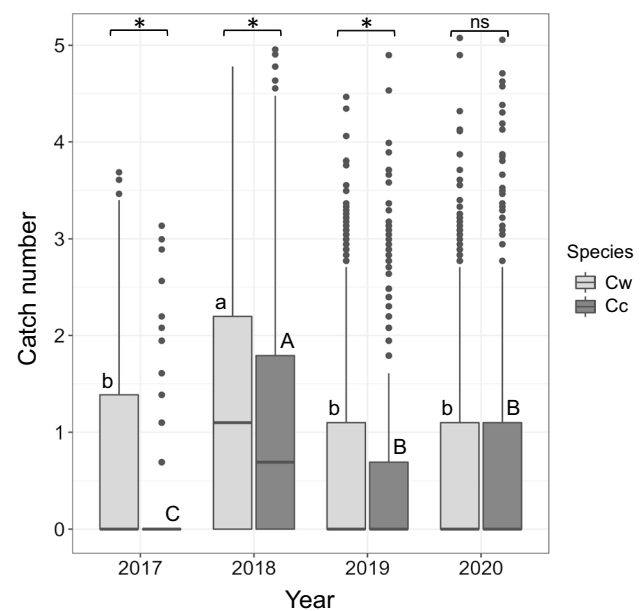 * * * ns
5
4
3
2
1
0
Catch number
b C a A b B b B
2017 2018 2019 2020
Year
Species
Cw
Cc